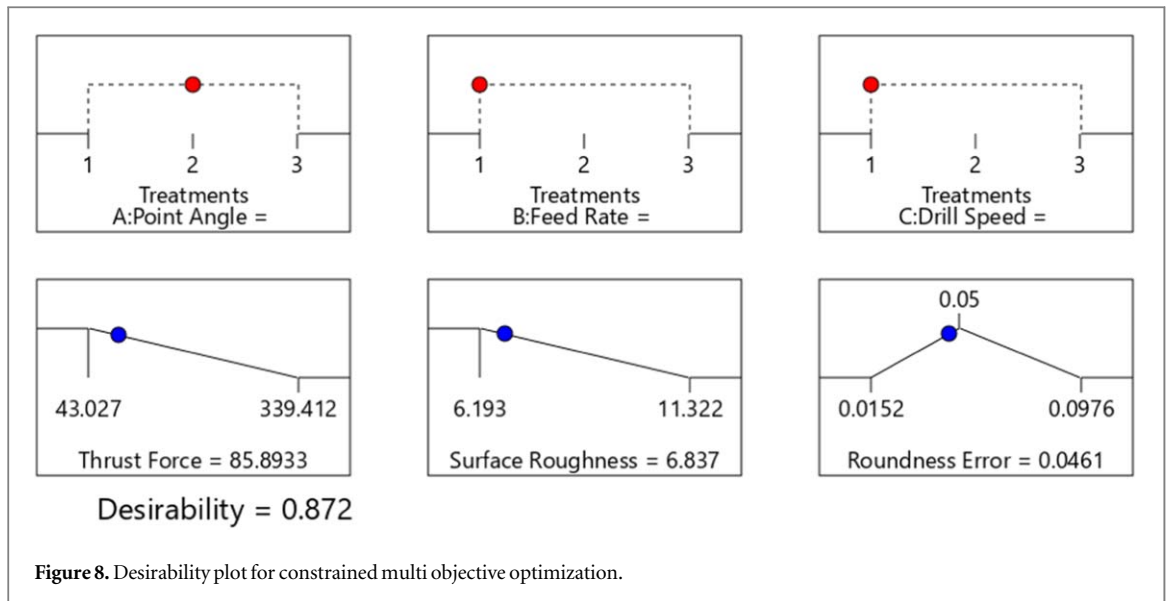 1 2 3
Treatments
A:Point Angle =
1 2 3
Treatments
B:Feed Rate =
1 2 3
Treatments
C:Drill Speed =
43.027 339.412
Thrust Force = 85.8933
6.193 11.322
Surface Roughness = 6.837
0.05
0.0152 0.0976
Roundness Error = 0.0461
Desirability = 0.872
Figure 8. Desirability plot for constrained multi objective optimization.